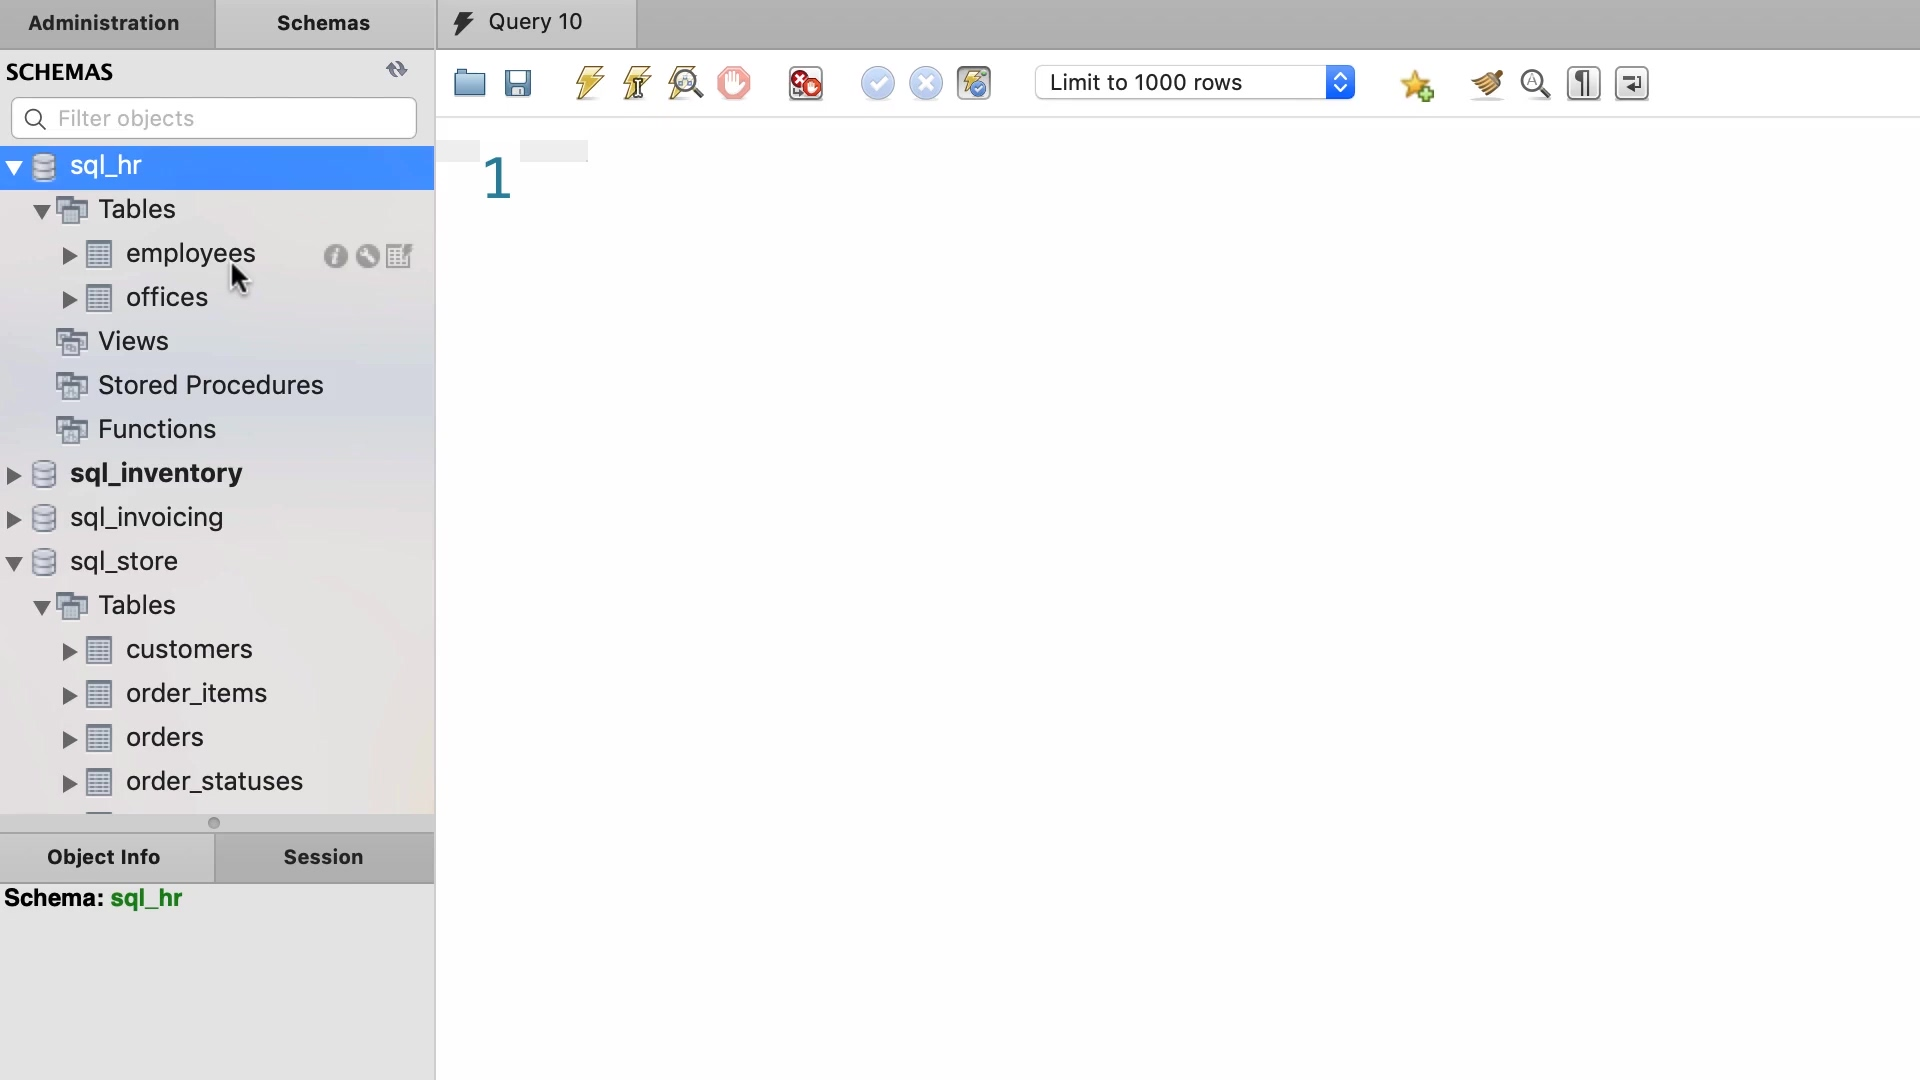 Administration
Schemas
Query 10
SCHEMAS
Limit to 1000 rows
Filter objects
1
sql_hr
Tables
employees
offices
Views
Stored Procedures
Functions
sql_inventory
sql_invoicing
sql_store
Tables
customers
order_items
orders
order_statuses
Object Info
Session
Schema: sql_hr